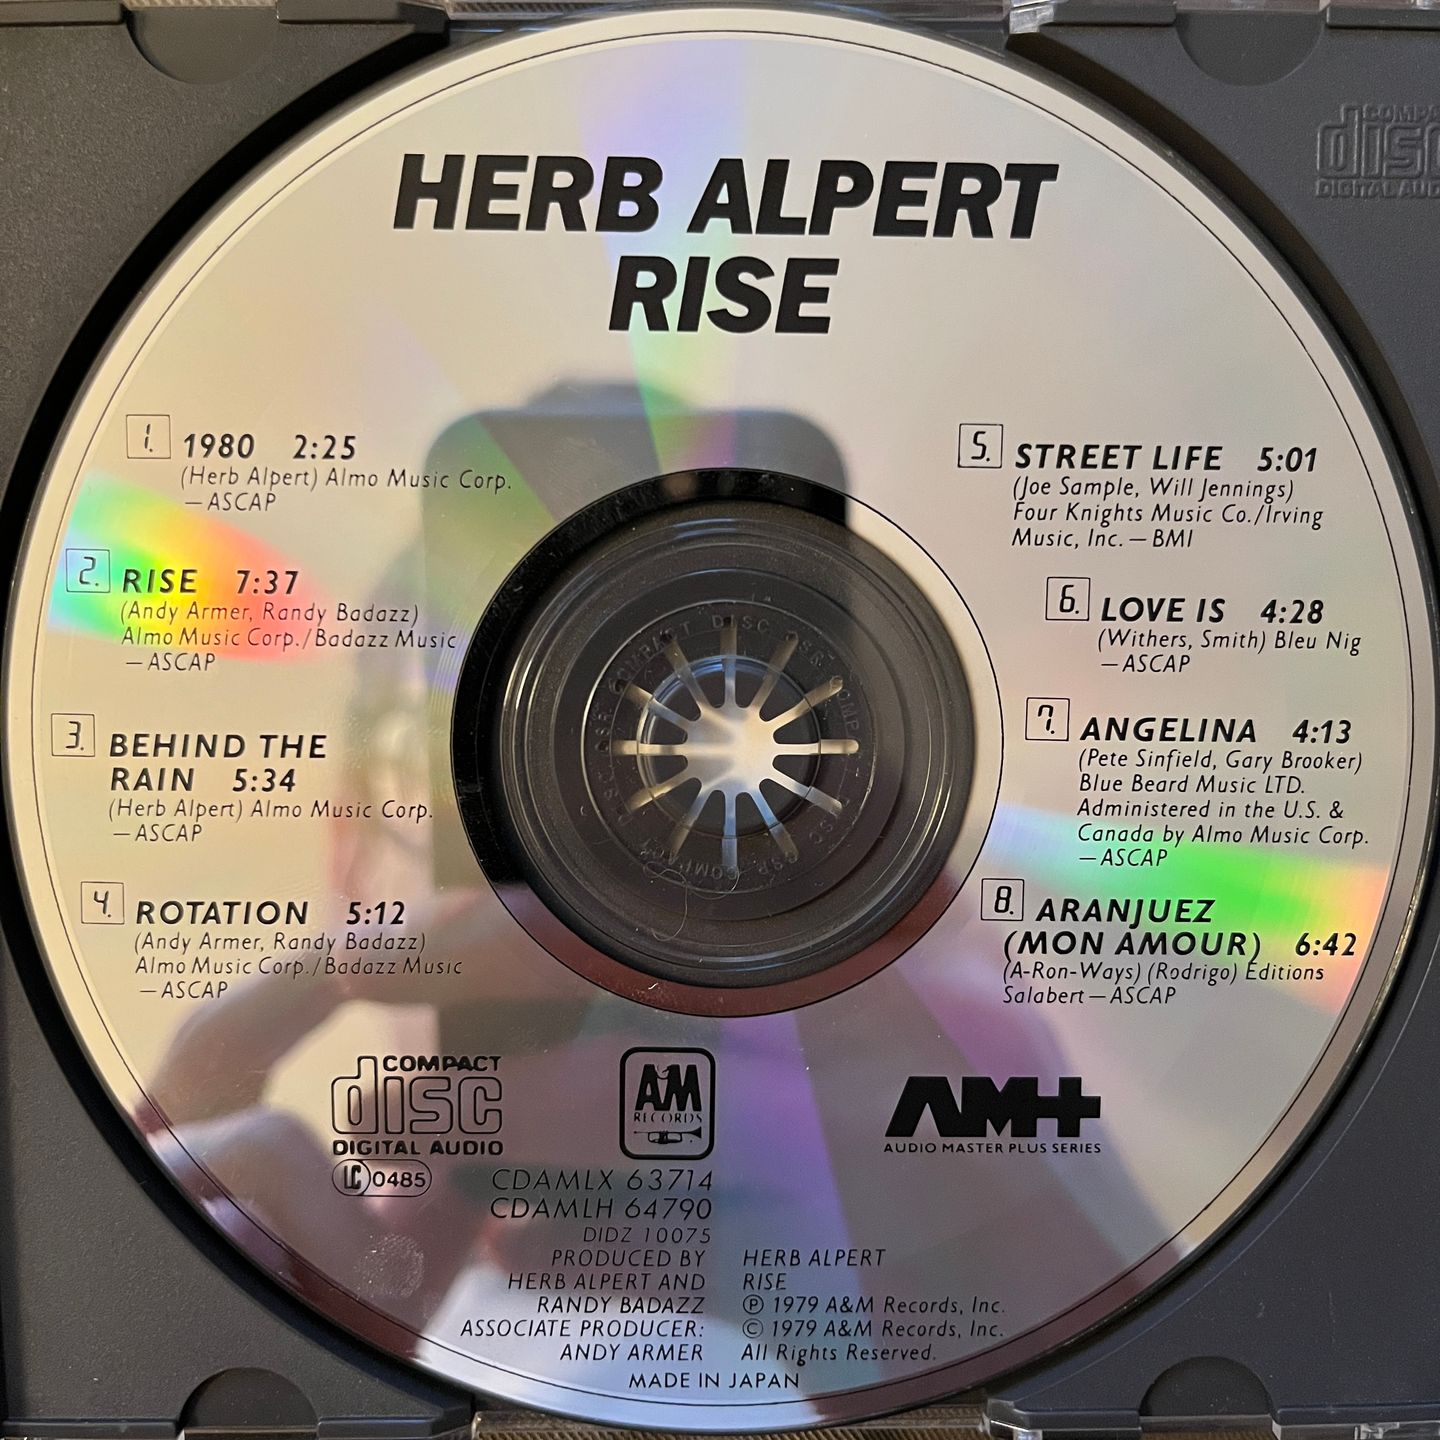 HERB ALPERT
RISE
1. 1980 2:25
(Herb Alpert) Almo Music Corp.
—ASCAP
2. RISE 7:37
(Andy Armer, Randy Badazz)
Almo Music Corp./Badazz Music
—ASCAP
3. BEHIND THE
RAIN 5:34
(Herb Alpert) Almo Music Corp.
—ASCAP
4. ROTATION 5:12
(Andy Armer, Randy Badazz)
Almo Music Corp./Badazz Music
—ASCAP
5. STREET LIFE 5:01
(Joe Sample, Will Jennings)
Four Knights Music Co./Irving
Music, Inc.—BMI
6. LOVE IS 4:28
(Withers, Smith) Bleu Nig
—ASCAP
7. ANGELINA 4:13
(Pete Sinfield, Gary Brooker)
Blue Beard Music LTD.
Administered in the U.S. &
Canada by Almo Music Corp.
—ASCAP
8. ARANJUEZ
(MON AMOUR) 6:42
(A-Ron-Ways) (Rodrigo) Editions
Salabert—ASCAP
COMPACT
disc
DIGITAL AUDIO
LC 0485
A&M
RECORDS
AM+
AUDIO MASTER PLUS SERIES
CDAMLX 63714
CDAMLH 64790
DIDZ 10075
PRODUCED BY
HERB ALPERT AND
RANDY BADAZZ
ASSOCIATE PRODUCER:
ANDY ARMER
HERB ALPERT
RISE
℗ 1979 A&M Records, Inc.
© 1979 A&M Records, Inc.
All Rights Reserved.
MADE IN JAPAN
COMPACT
disc
DIGITAL